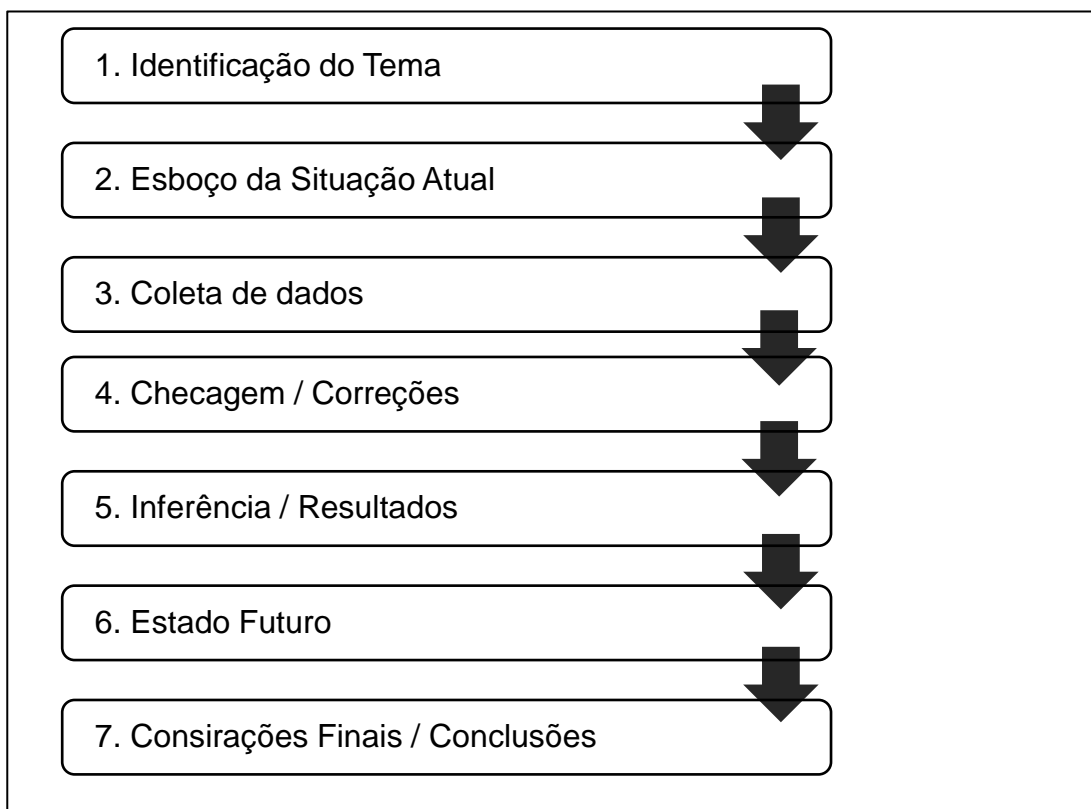 1. Identificação do Tema
2. Esboço da Situação Atual
3. Coleta de dados
4. Checagem / Correções
5. Inferência / Resultados
6. Estado Futuro
7. Consirações Finais / Conclusões